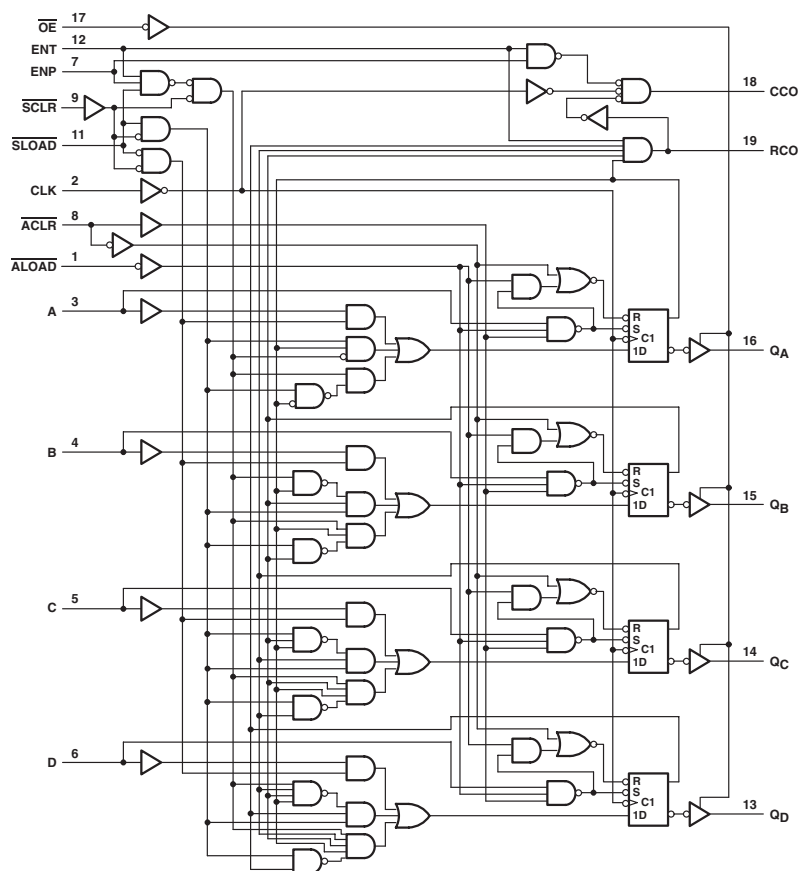 OE 17
ENT 12
ENP 7
SCLR 9
SLOAD 11
CLK 2
ACLR 8
ALOAD 1
18 CCO
19 RCO
A 3
R
S
C1
1D
16 QA
B 4
R
S
C1
1D
15 QB
C 5
R
S
C1
1D
14 QC
D 6
R
S
C1
1D
13 QD